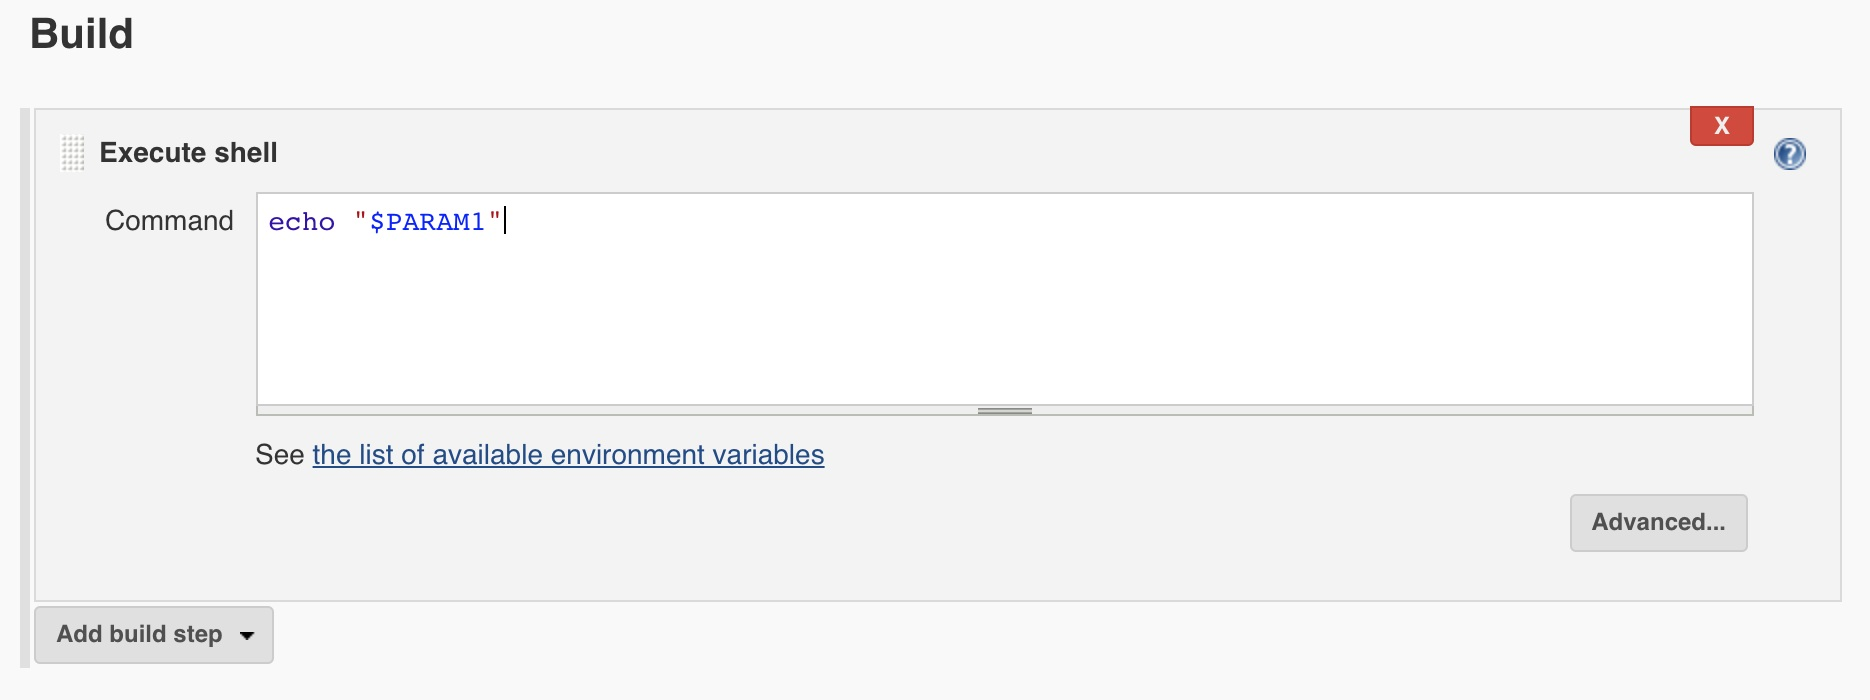 Build
X
Execute shell
?
Command
echo "$PARAM1"
See the list of available environment variables
Advanced...
Add build step